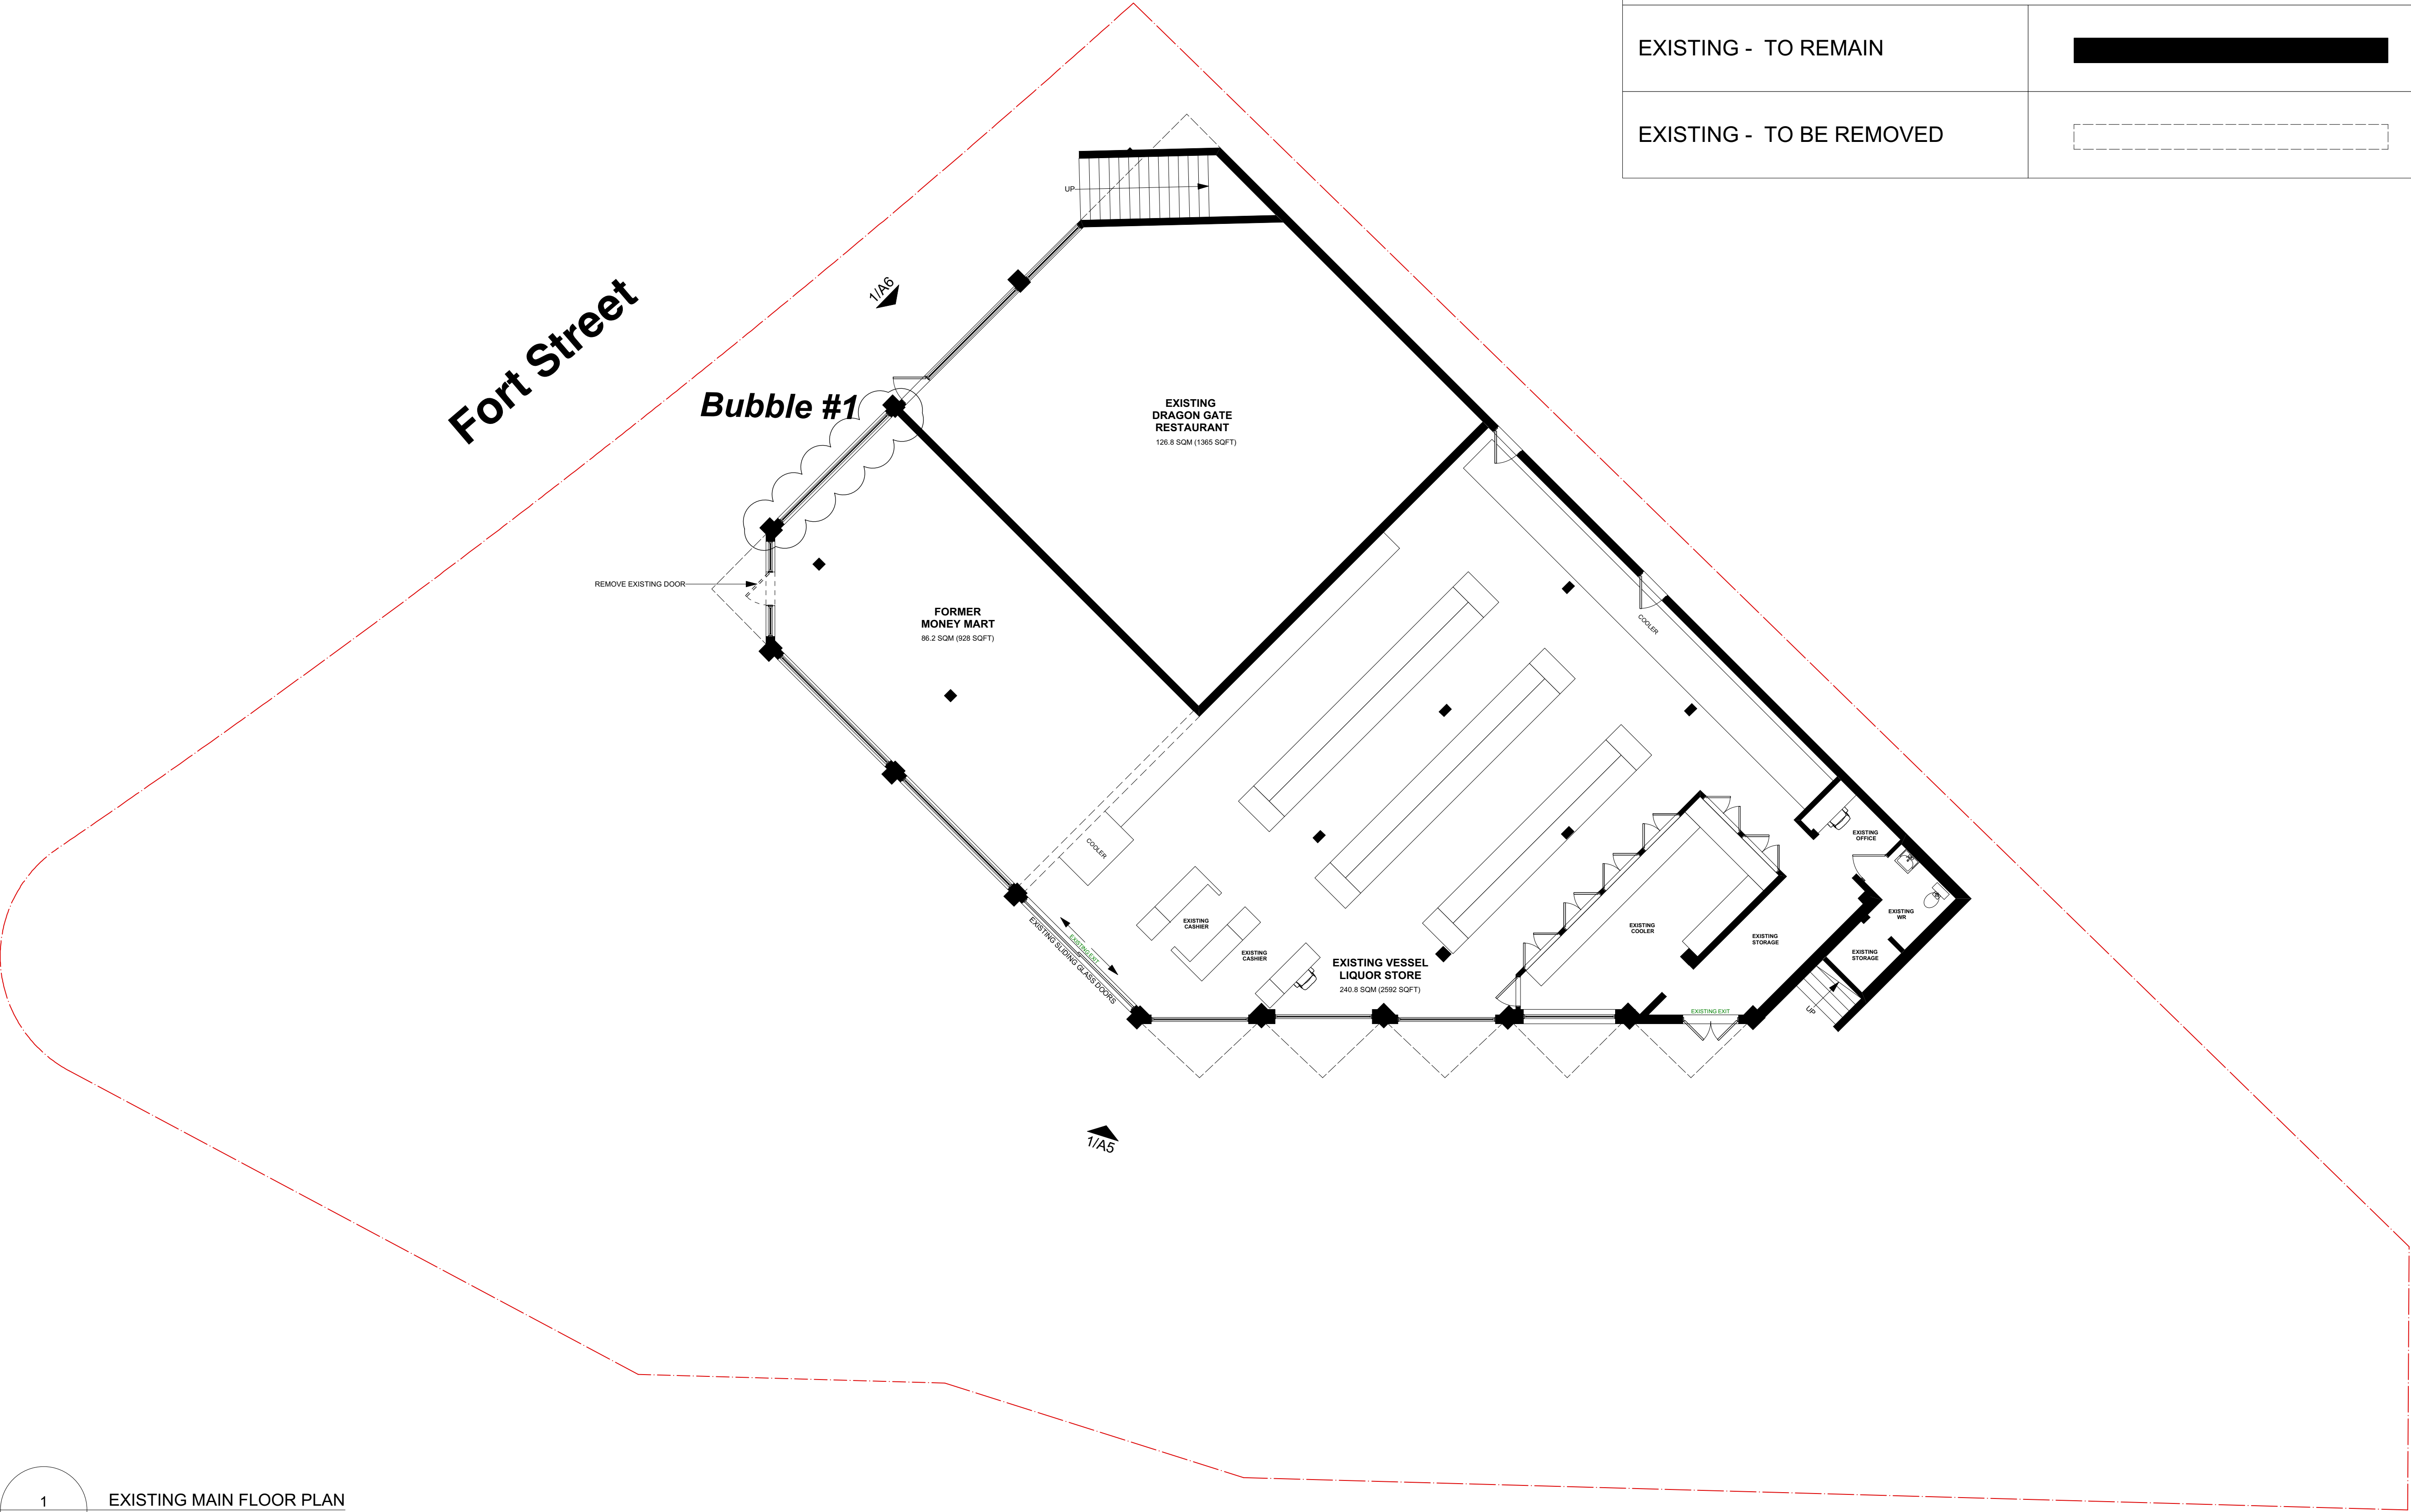 EXISTING - TO REMAIN
EXISTING - TO BE REMOVED
UP
1/A6
Fort Street
Bubble #1
EXISTING
DRAGON GATE
RESTAURANT
126.8 SQM (1365 SQFT)
REMOVE EXISTING DOOR
FORMER
MONEY MART
86.2 SQM (928 SQFT)
COOLER
COOLER
EXISTING
OFFICE
EXISTING
WR
EXISTING
CASHIER
EXISTING
CASHIER
EXISTING
COOLER
EXISTING
STORAGE
EXISTING
STORAGE
EXISTING EXIT
EXISTING SLIDING GLASS DOORS
EXISTING VESSEL
LIQUOR STORE
240.8 SQM (2592 SQFT)
EXISTING EXIT
UP
1/A5
1
EXISTING MAIN FLOOR PLAN